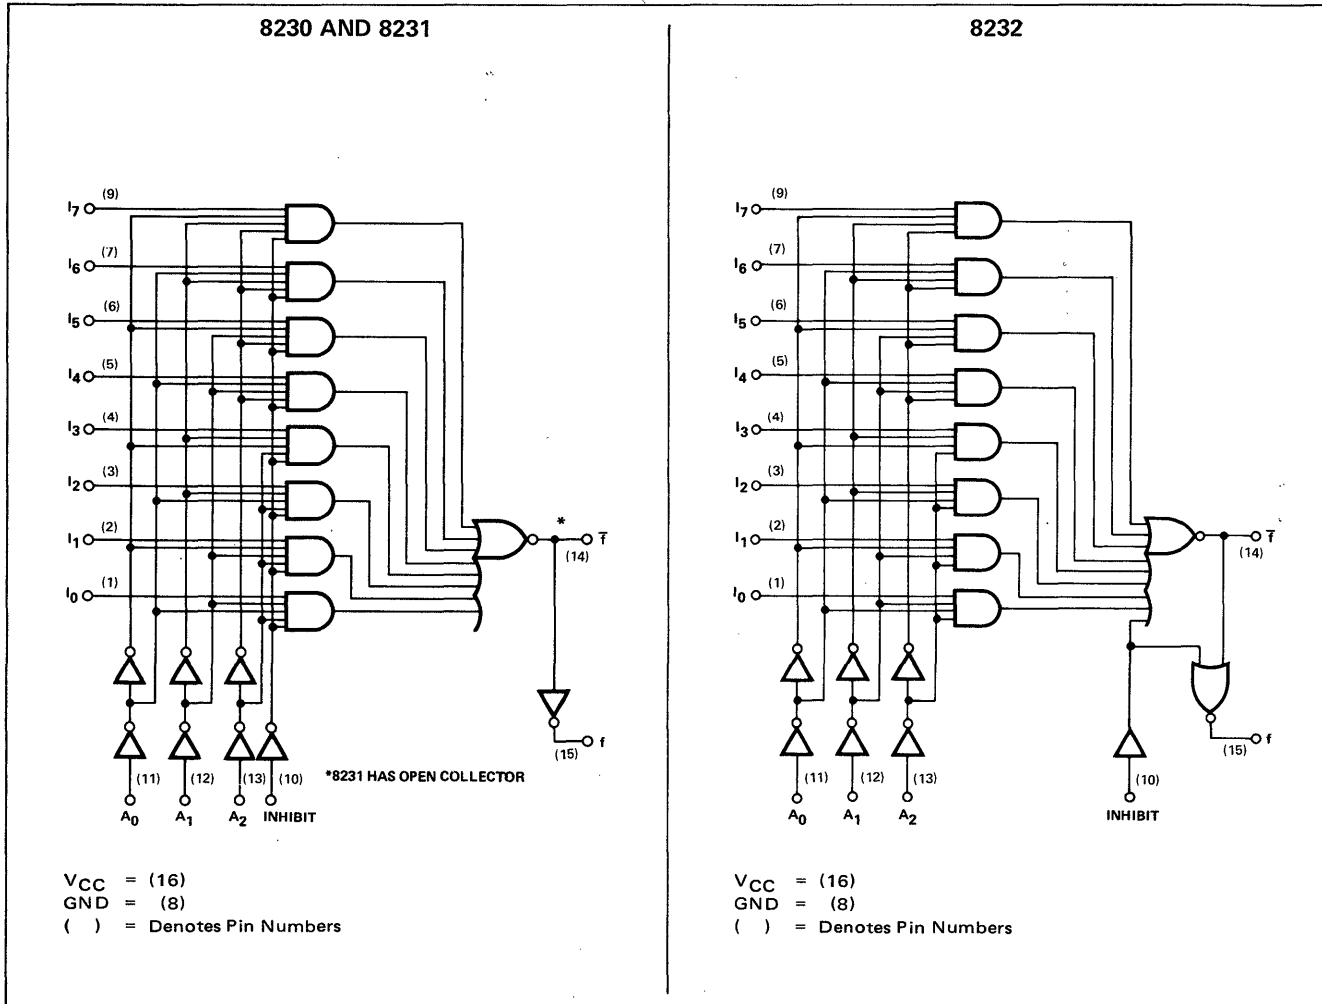 8230 AND 8231
I7 (9)
I6 (7)
I5 (6)
I4 (5)
I3 (4)
I2 (3)
I1 (2)
I0 (1)
*
f̅
(14)
(15) f
(11) (12) (13) (10)
*8231 HAS OPEN COLLECTOR
A0 A1 A2 INHIBIT
VCC = (16)
GND = (8)
( ) = Denotes Pin Numbers
8232
I7 (9)
I6 (7)
I5 (6)
I4 (5)
I3 (4)
I2 (3)
I1 (2)
I0 (1)
f̅
(14)
(15) f
(11) (12) (13) (10)
A0 A1 A2 INHIBIT
VCC = (16)
GND = (8)
( ) = Denotes Pin Numbers